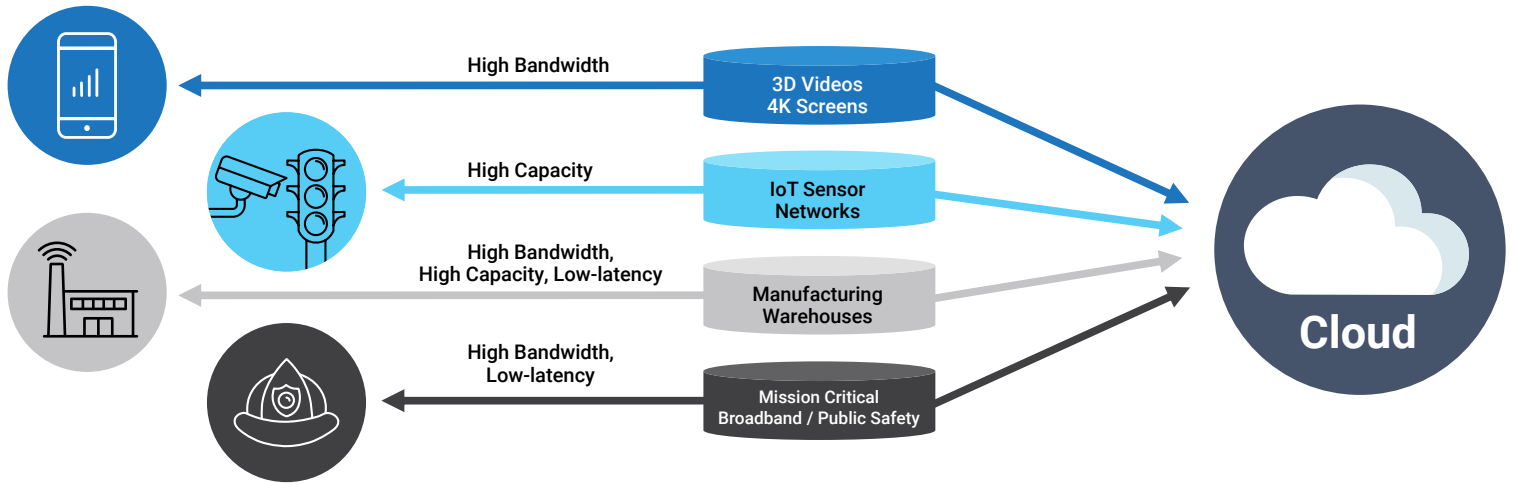 High Bandwidth
3D Videos
4K Screens
High Capacity
IoT Sensor
Networks
High Bandwidth,
High Capacity, Low-latency
Manufacturing
Warehouses
High Bandwidth,
Low-latency
Mission Critical
Broadband / Public Safety
Cloud